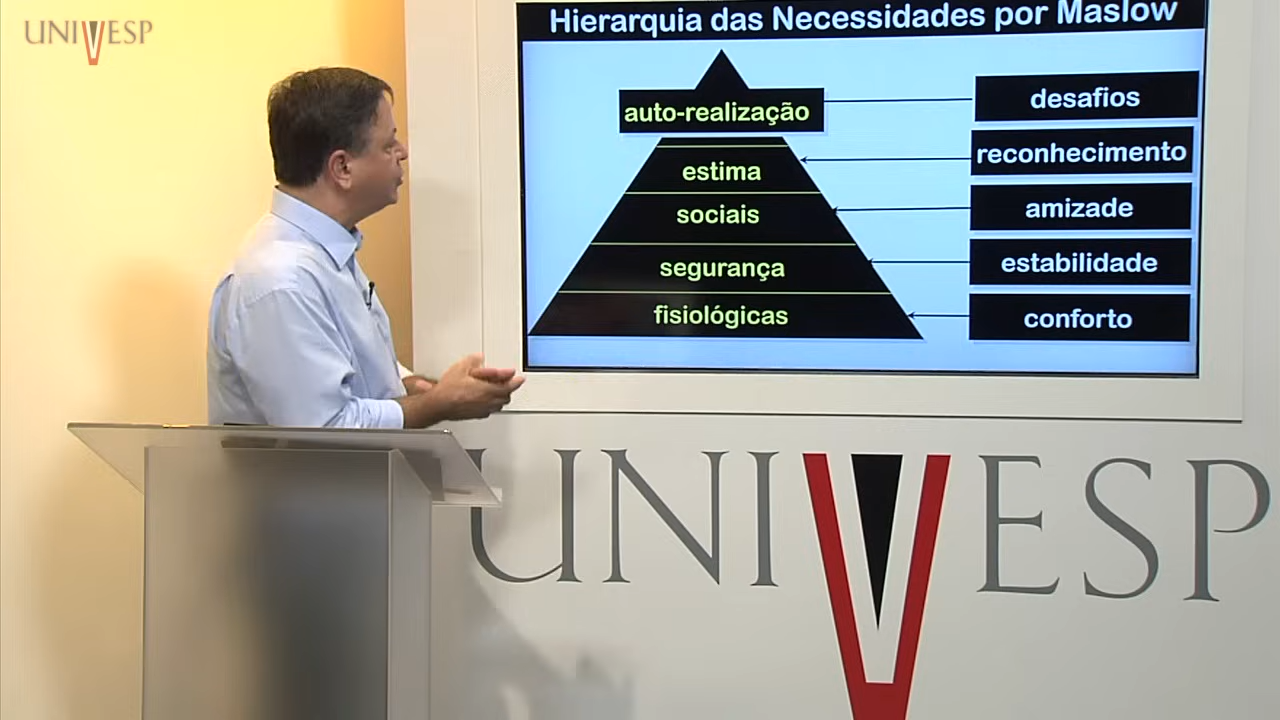 UNIVESP
Hierarquia das Necessidades por Maslow
auto-realização
desafios
estima
reconhecimento
sociais
amizade
segurança
estabilidade
fisiológicas
conforto
UNIVESP